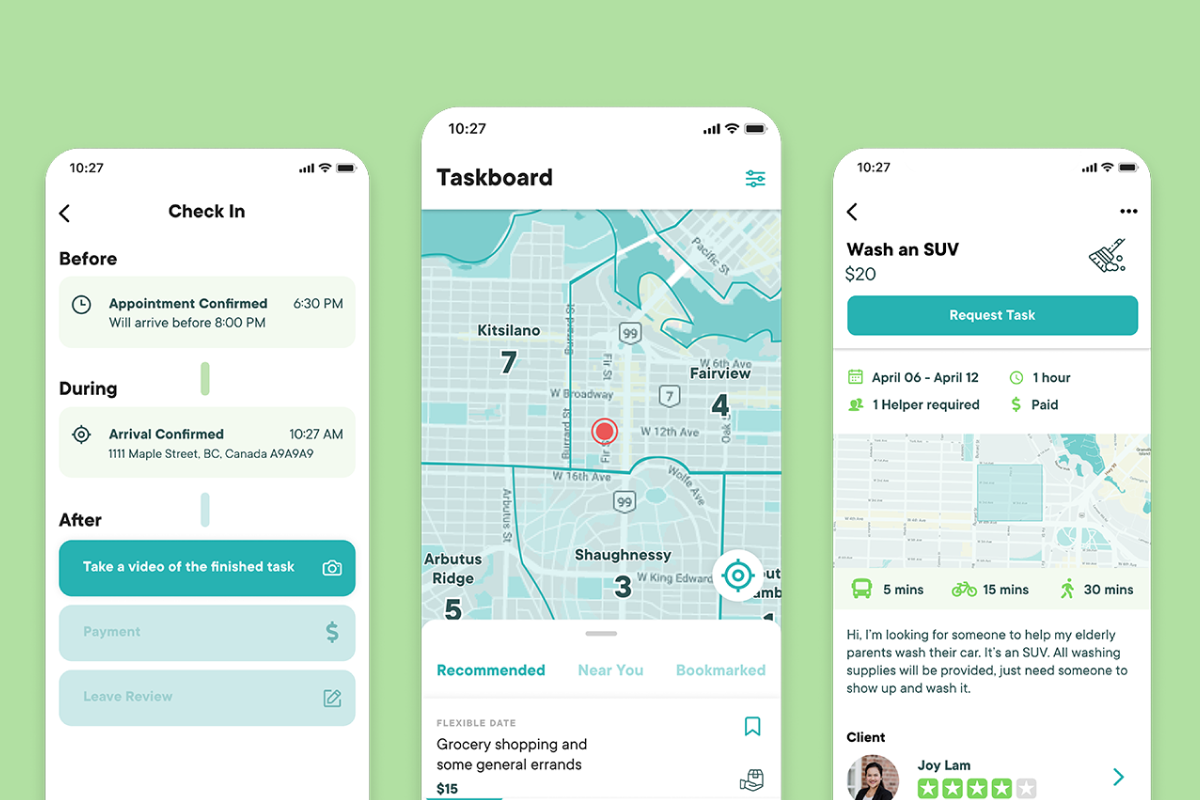 10:27
Check In
Before
Appointment Confirmed 6:30 PM
Will arrive before 8:00 PM
During
Arrival Confirmed 10:27 AM
1111 Maple Street, BC, Canada A9A9A9
After
Take a video of the finished task
Payment
$
Leave Review
10:27
Taskboard
Pacific St
Kitsilano
7
Burrard St
99
Fir St
W 6th Ave
Fairview
4
7
W Broadway
W 12th Ave
Oak
Burrard St
Fir S
W 16th Ave
Wolfe Ave
Arbutus St
99
Shaughnessy
3
W King Edward
Arbutus
Ridge
5
Recommended Near You Bookmarked
FLEXIBLE DATE
Grocery shopping and
some general errands
$15
10:27
Wash an SUV
$20
Request Task
April 06 - April 12 1 hour
1 Helper required $ Paid
5 mins 15 mins 30 mins
Hi, I'm looking for someone to help my elderly
parents wash their car. It's an SUV. All washing
supplies will be provided, just need someone to
show up and wash it.
Client
Joy Lam